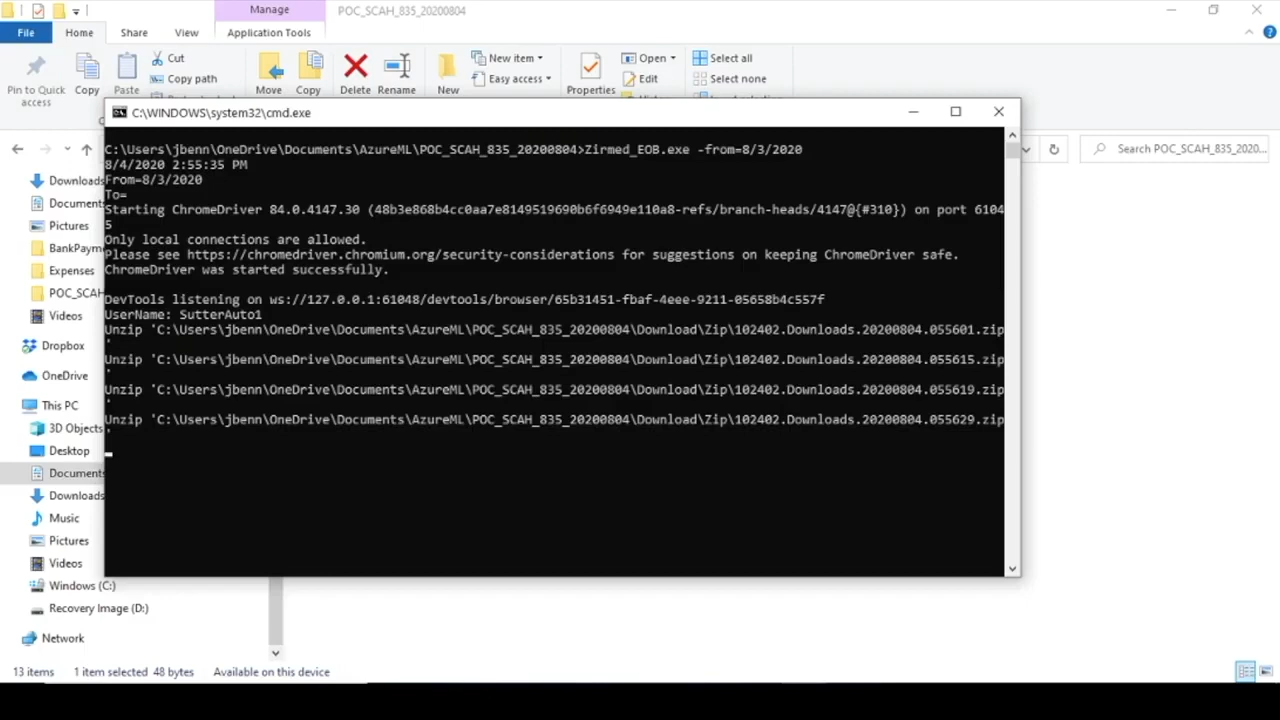 Manage
POC_SCAH_835_20200804
File
Home
Share
View
Application Tools
Pin to Quick access
Copy
Paste
Cut
Copy path
Move
Copy
Delete
Rename
New
New item
Easy access
Properties
Open
Edit
Select all
Select none
C:\WINDOWS\system32\cmd.exe
Search POC_SCAH_835_2020...
C:\Users\jbenn\OneDrive\Documents\AzureML\POC_SCAH_835_20200804>Zirmed_EOB.exe -from=8/3/2020
8/4/2020 2:55:35 PM
From=8/3/2020
To=
Starting ChromeDriver 84.0.4147.30 (48b3e868b4cc0aa7e8149519690b6f6949e110a8-refs/branch-heads/4147@{#310}) on port 6104
5
Only local connections are allowed.
Please see https://chromedriver.chromium.org/security-considerations for suggestions on keeping ChromeDriver safe.
ChromeDriver was started successfully.
DevTools listening on ws://127.0.0.1:61048/devtools/browser/65b31451-fbaf-4eee-9211-05658b4c557f
UserName: SutterAuto1
Unzip 'C:\Users\jbenn\OneDrive\Documents\AzureML\POC_SCAH_835_20200804\Download\Zip\102402.Downloads.20200804.055601.zip
'
Unzip 'C:\Users\jbenn\OneDrive\Documents\AzureML\POC_SCAH_835_20200804\Download\Zip\102402.Downloads.20200804.055615.zip
'
Unzip 'C:\Users\jbenn\OneDrive\Documents\AzureML\POC_SCAH_835_20200804\Download\Zip\102402.Downloads.20200804.055619.zip
'
Unzip 'C:\Users\jbenn\OneDrive\Documents\AzureML\POC_SCAH_835_20200804\Download\Zip\102402.Downloads.20200804.055629.zip
'
Downloads
Document
Pictures
BankPaym
Expenses
POC_SCAH
Videos
Dropbox
OneDrive
This PC
3D Objects
Desktop
Documents
Downloads
Music
Pictures
Videos
Windows (C:)
Recovery Image (D:)
Network
13 items
1 item selected 48 bytes
Available on this device